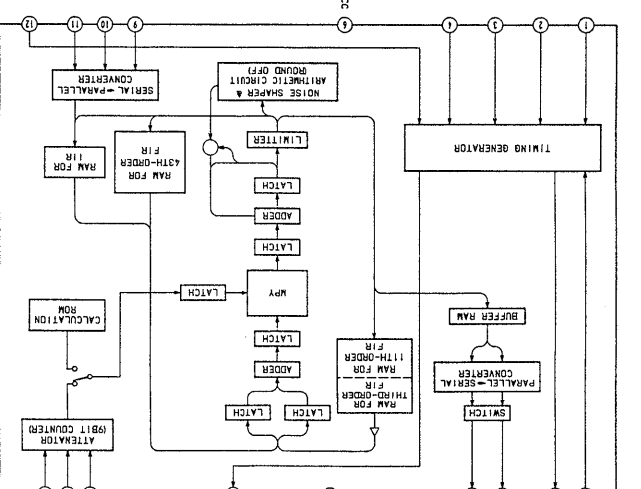 ATTENATOR
(9BIT COUNTER)
SWITCH
LATCH
LATCH
RAM FOR
THIRD-ORDER
FIR
PARALLEL→SERIAL
CONVERTER
ADDER
RAM FOR
11TH-ORDER
FIR
LATCH
BUFFER RAM
CALCULATION
ROM
MPY
LATCH
LATCH
ADDER
LATCH
TIMING GENERATOR
LIMITTER
RAM FOR
43TH-ORDER
FIR
RAM FOR
IIR
NOISE SHAPER &
ARITHMETIC CIRCUIT
(ROUND OFF)
SERIAL→PARALLEL
CONVERTER
1
2
3
4
6
9
10
11
12